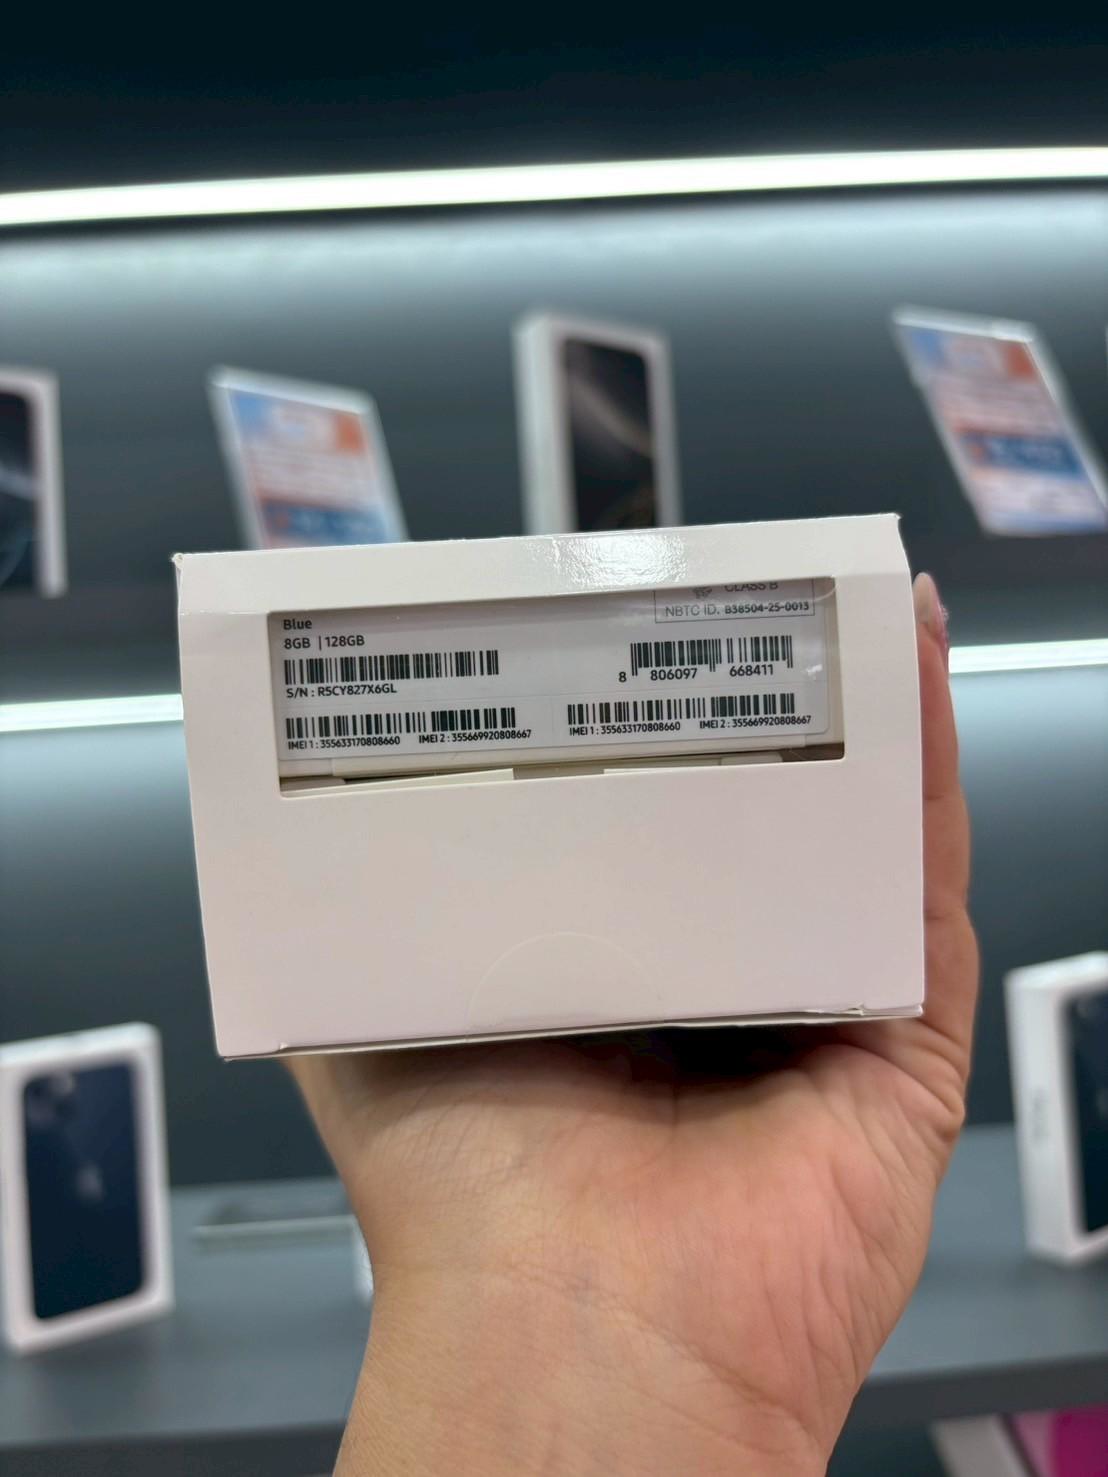 CLASS B
NBTC ID. B38504-25-0013
Blue
8GB | 128GB
S/N : R5CY827X6GL
8 806097 668411
IMEI 1 : 355633170808660 IMEI 2 : 355669920808667
IMEI 1 : 355633170808660 IMEI 2 : 355669920808667